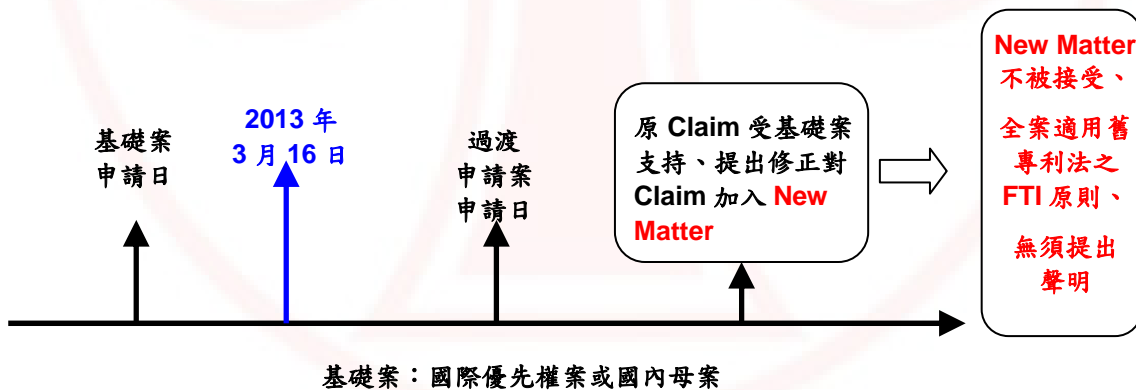 基礎案
申請日
2013 年
3 月 16 日
過渡
申請案
申請日
原 Claim 受基礎案
支持、提出修正對
Claim 加入 New
Matter
New Matter
不被接受、
全案適用舊
專利法之
FTI 原則、
無須提出
聲明
基礎案：國際優先權案或國內母案